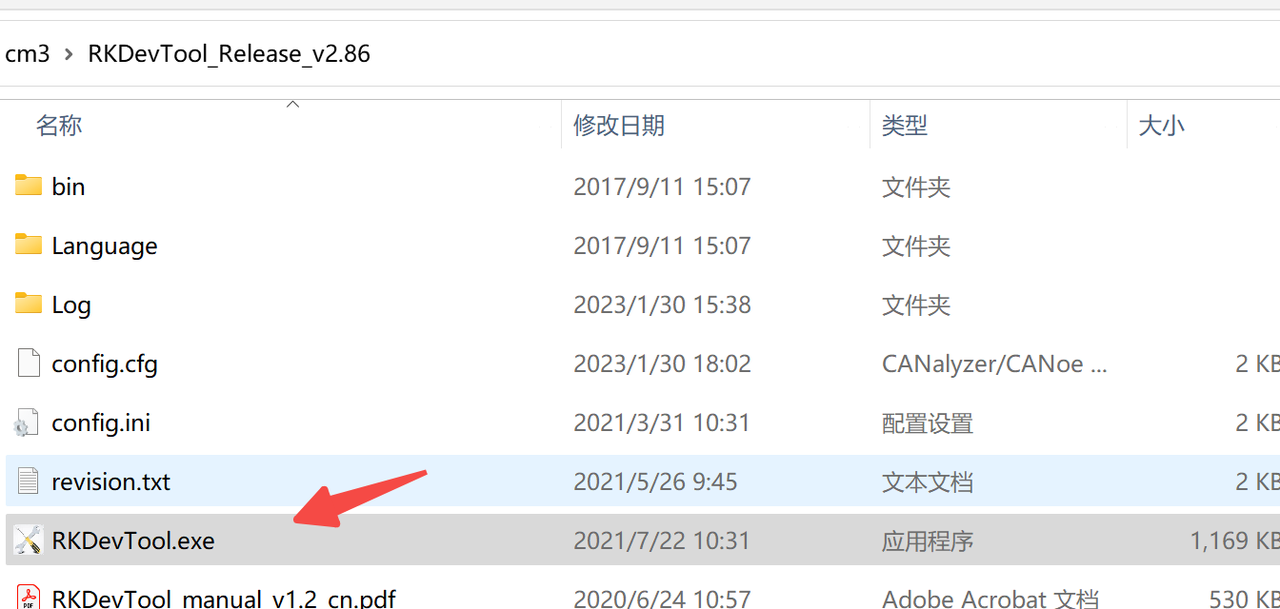 cm3 > RKDevTool_Release_v2.86
名称 修改日期 类型 大小
bin 2017/9/11 15:07 文件夹
Language 2017/9/11 15:07 文件夹
Log 2023/1/30 15:38 文件夹
config.cfg 2023/1/30 18:02 CANalyzer/CANoe ... 2 KB
config.ini 2021/3/31 10:31 配置设置 2 KB
revision.txt 2021/5/26 9:45 文本文档 2 KB
RKDevTool.exe 2021/7/22 10:31 应用程序 1,169 KB
RKDevTool_manual_v1.2_cn.pdf 2020/6/24 10:57 Adobe Acrobat 文档 530 KB